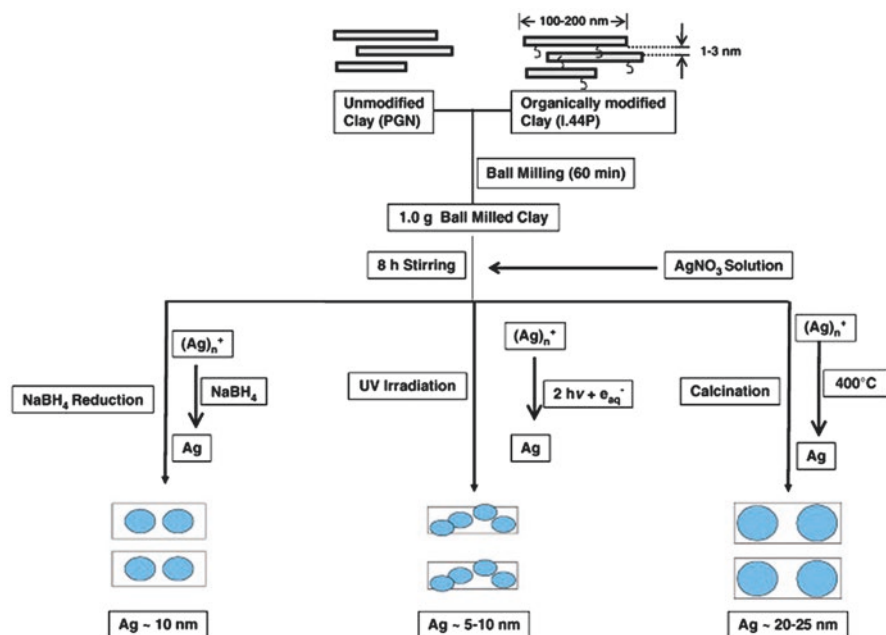 100-200 nm
1-3 nm
Unmodified
Clay (PGN)
Organically modified
Clay (I.44P)
Ball Milling (60 min)
1.0 g Ball Milled Clay
8 h Stirring
AgNO₃ Solution
(Ag)ₙ⁺
NaBH₄ Reduction
NaBH₄
Ag
(Ag)ₙ⁺
UV Irradiation
2 hν + eaq⁻
Ag
(Ag)ₙ⁺
Calcination
400°C
Ag
Ag ~ 10 nm
Ag ~ 5-10 nm
Ag ~ 20-25 nm